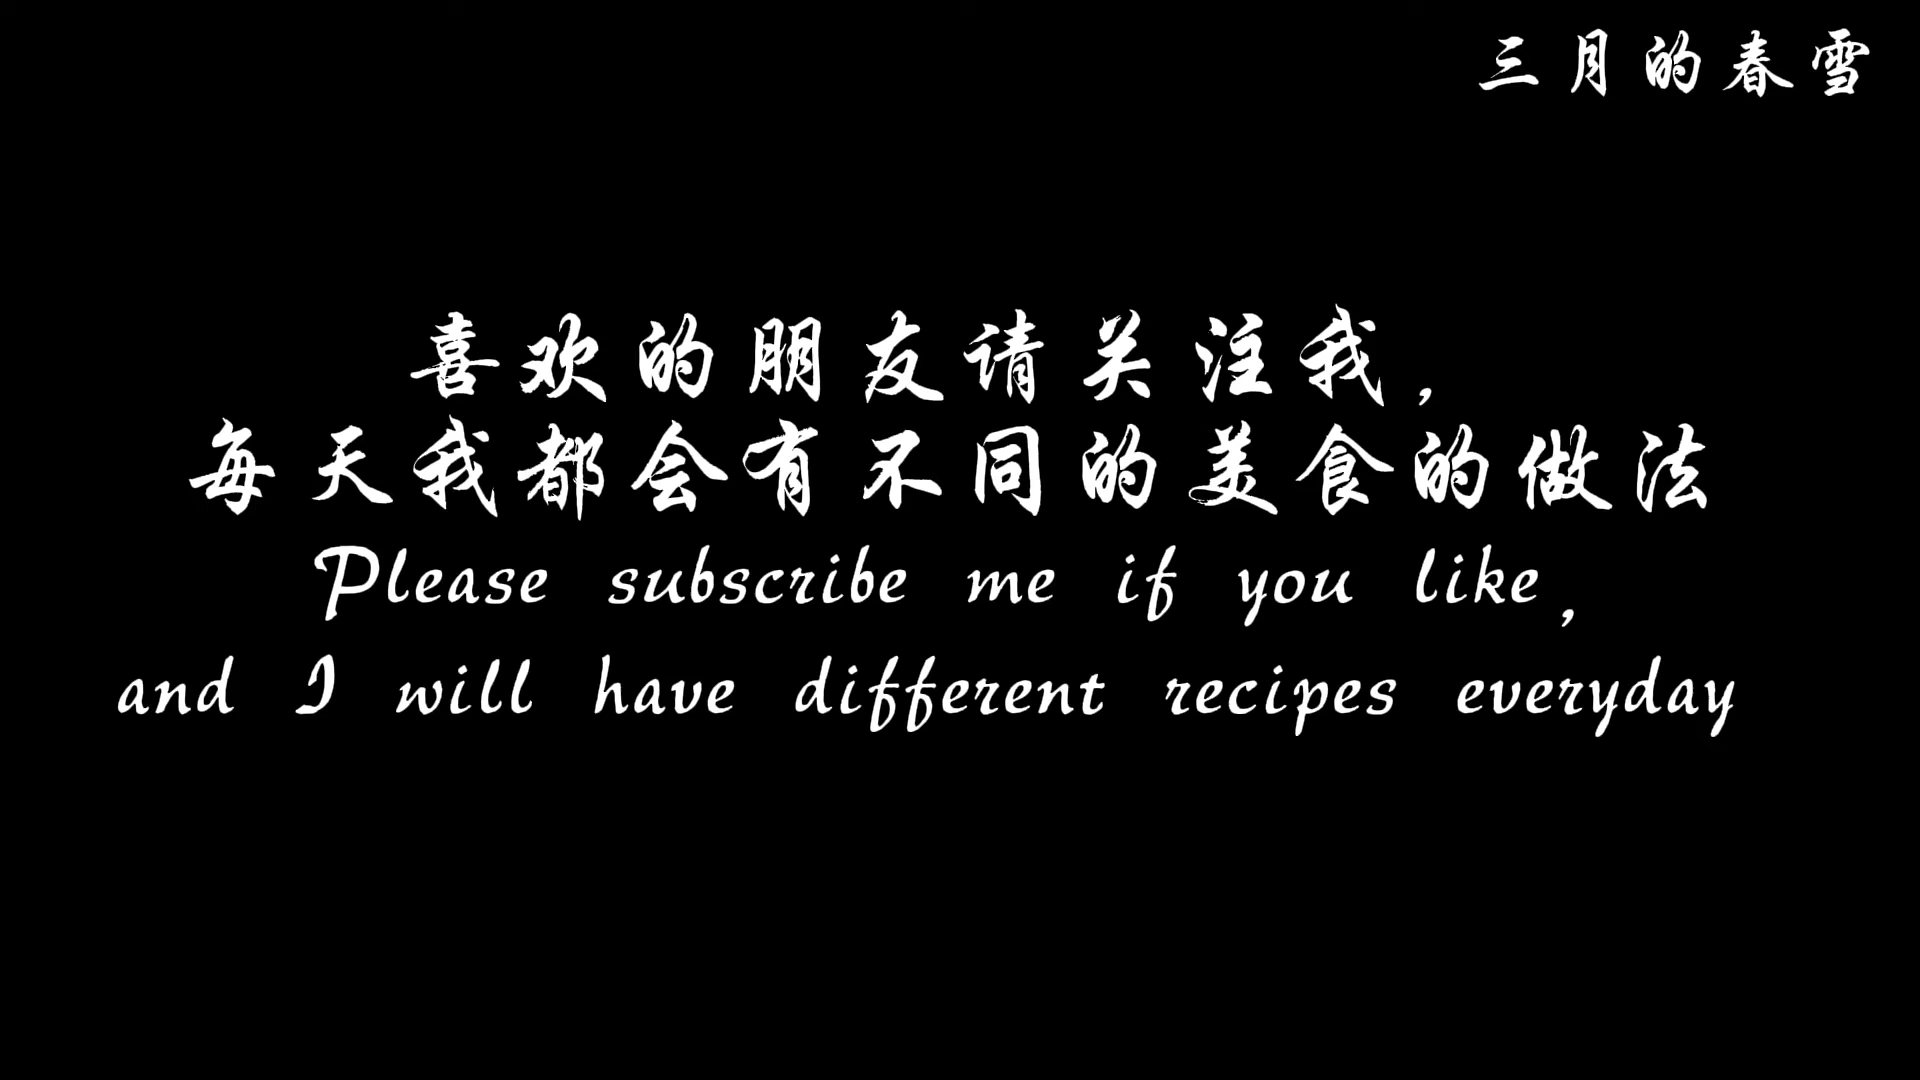 三月的春雪
喜欢的朋友请关注我,
每天我都会有不同的美食的做法
Please subscribe me if you like,
and I will have different recipes everyday